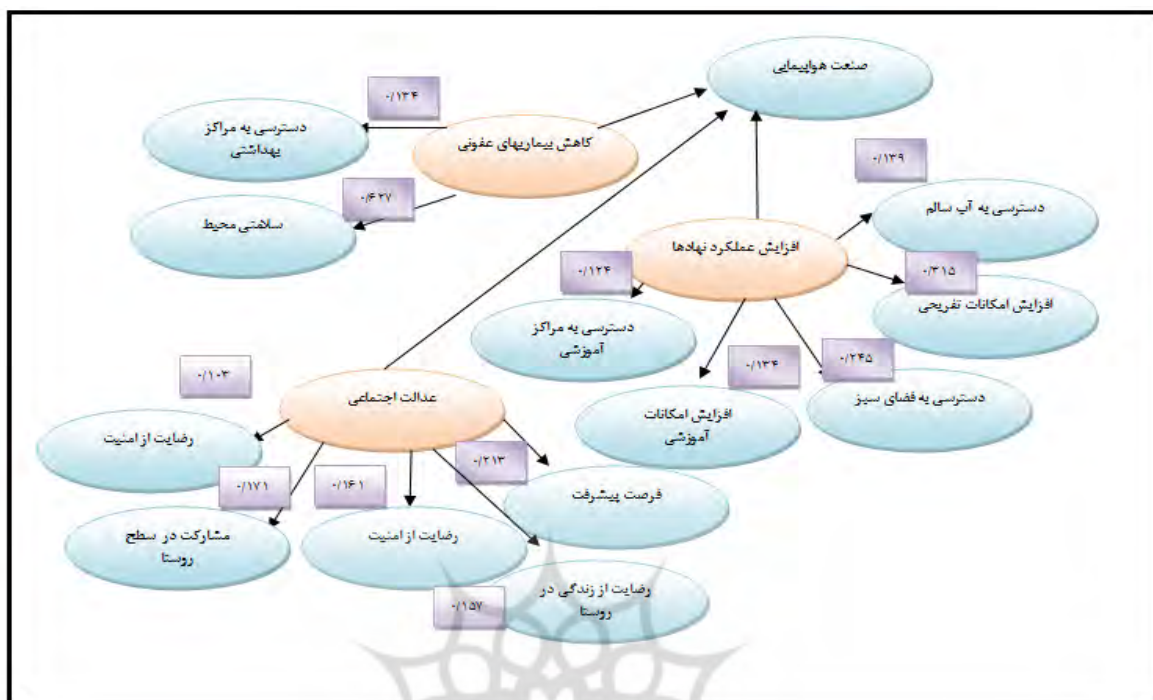 صنعت هواپیمایی
۰/۱۳۴
دسترسی به مراکز
بهداشتی
کاهش بیماریهای عفونی
۰/۶۲۷
سلامتی محیط
۰/۱۳۹
دسترسی به آب سالم
افزایش عملکرد نهادها
۰/۳۱۵
افزایش امکانات تفریحی
۰/۱۲۴
دسترسی به مراکز
آموزشی
۰/۱۳۴
۰/۲۴۵
دسترسی به فضای سبز
افزایش امکانات
آموزشی
۰/۱۰۳
عدالت اجتماعی
رضایت از امنیت
۰/۲۱۳
۰/۱۷۱
۰/۱۶۱
فرصت پیشرفت
مشارکت در سطح
روستا
رضایت از امنیت
۰/۱۵۷
رضایت از زندگی در
روستا